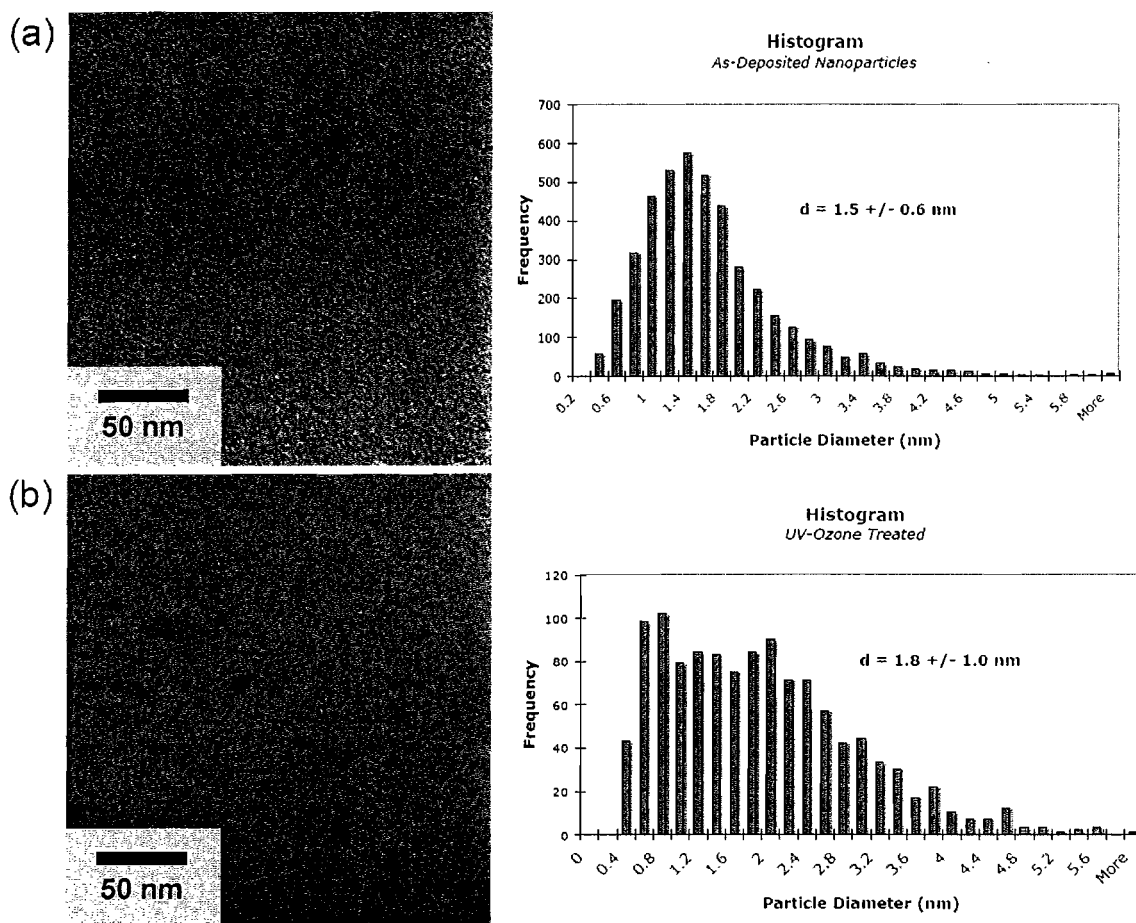 (a)
Histogram
As-Deposited Nanoparticles
700
600
500
400
300
200
100
0
Frequency
d = 1.5 +/- 0.6 nm
0.2 0.6 1 1.4 1.8 2.2 2.6 3 3.4 3.8 4.2 4.6 5 5.4 5.8 More
Particle Diameter (nm)
50 nm
(b)
Histogram
UV-Ozone Treated
120
100
80
60
40
20
0
Frequency
d = 1.8 +/- 1.0 nm
0 0.4 0.8 1.2 1.6 2 2.4 2.8 3.2 3.6 4 4.4 4.8 5.2 5.6 More
Particle Diameter (nm)
50 nm